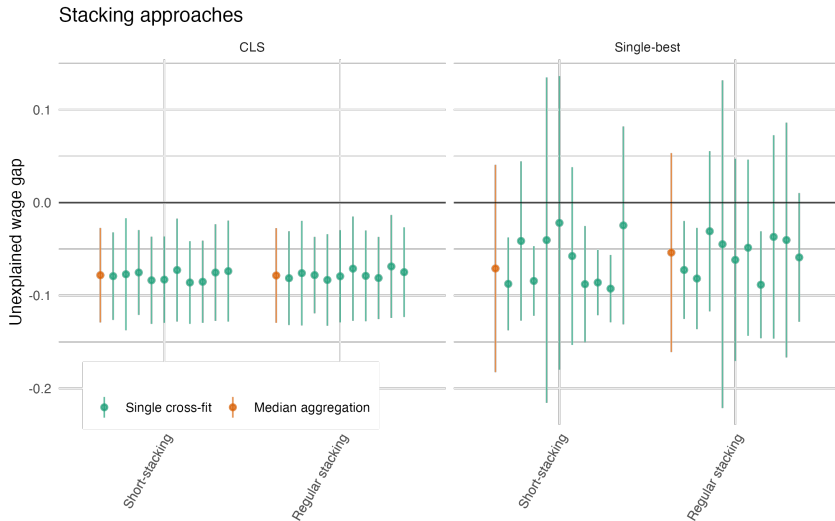 Stacking approaches
CLS
Single-best
Unexplained wage gap
0.1
0.0
-0.1
-0.2
Single cross-fit
Median aggregation
Short-stacking
Regular stacking
Short-stacking
Regular stacking